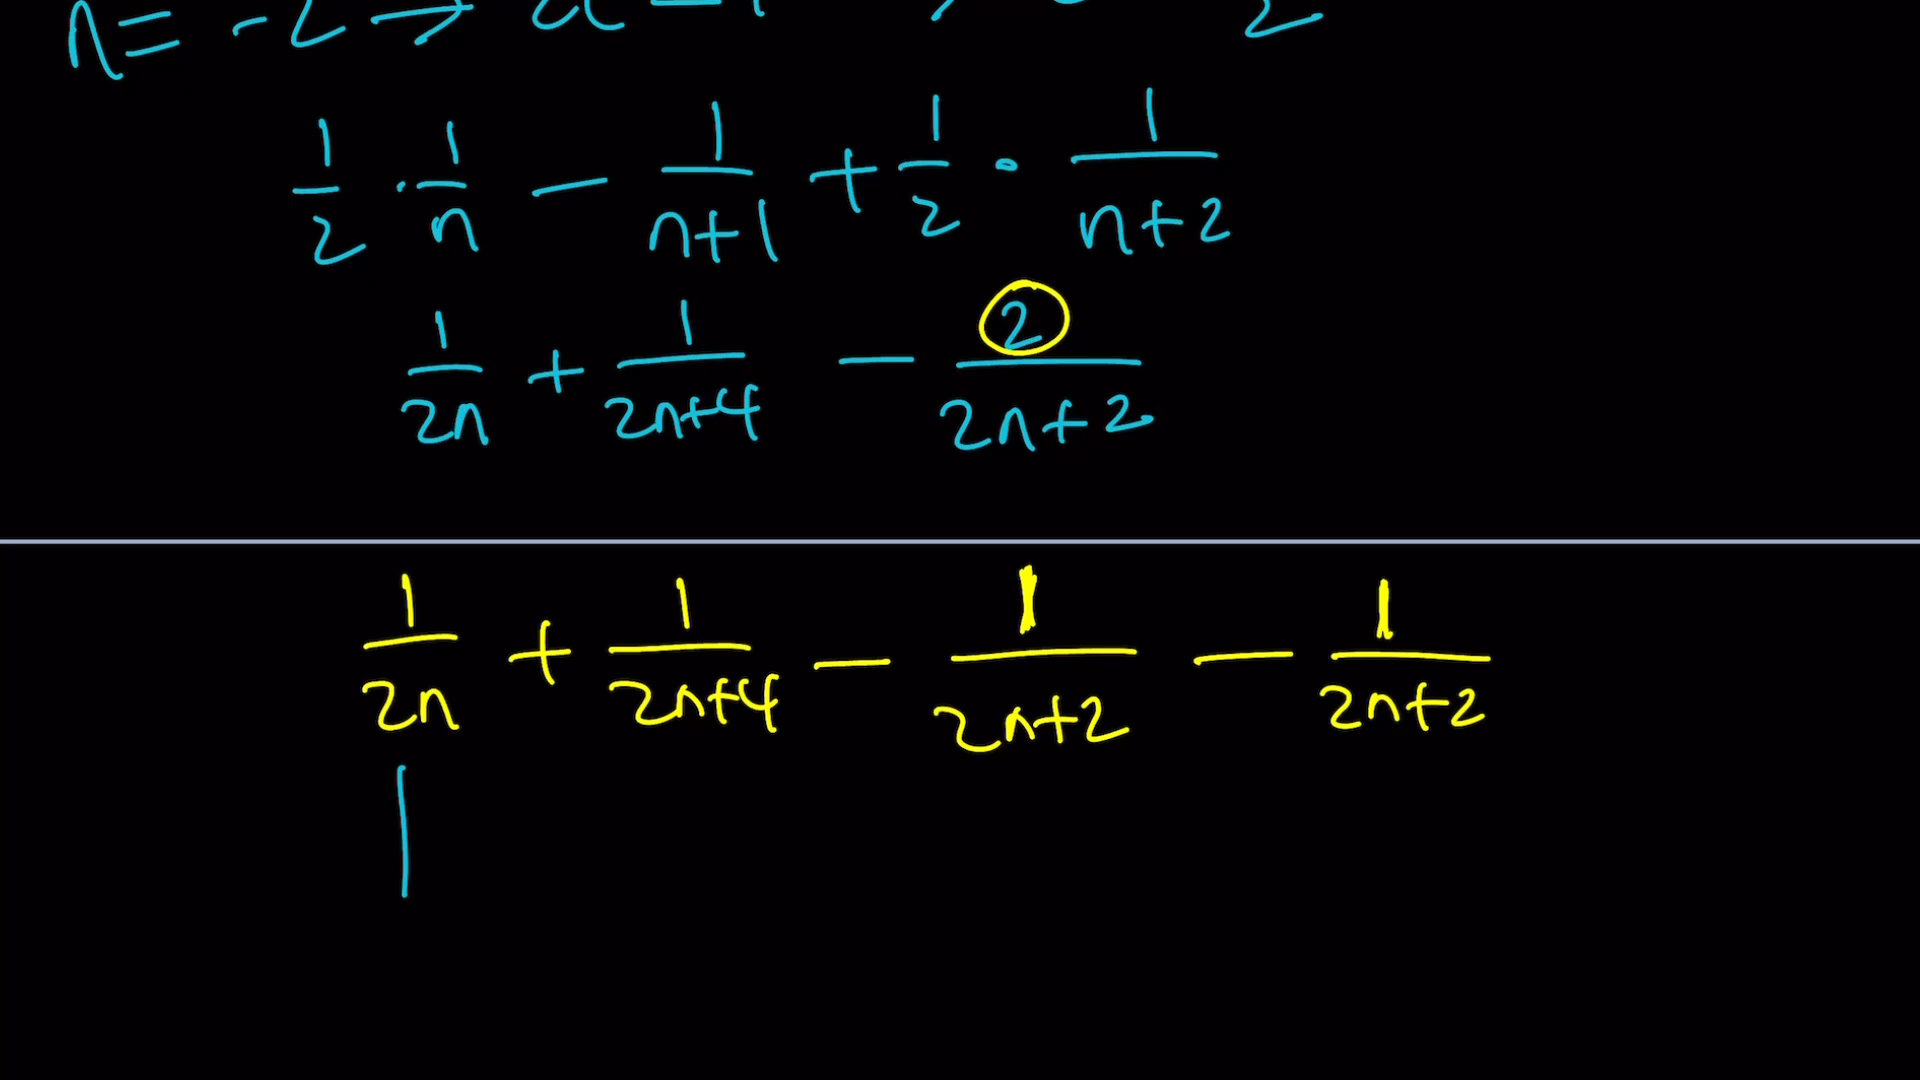 n = -2 →
1/2 · 1/n — 1/(n+1) + 1/2 · 1/(n+2)
1/(2n) + 1/(2n+4) — 2/(2n+2)
1/(2n) + 1/(2n+4) — 1/(2n+2) — 1/(2n+2)